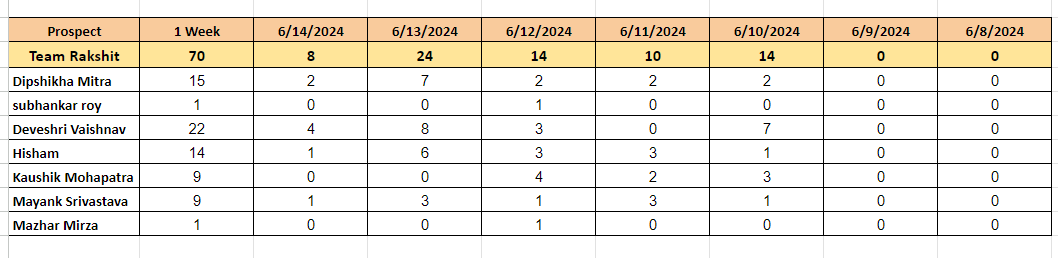 Prospect 1 Week 6/14/2024 6/13/2024 6/12/2024 6/11/2024 6/10/2024 6/9/2024 6/8/2024
Team Rakshit 70 8 24 14 10 14 0 0
Dipshikha Mitra 15 2 7 2 2 2 0 0
subhankar roy 1 0 0 1 0 0 0 0
Deveshri Vaishnav 22 4 8 3 0 7 0 0
Hisham 14 1 6 3 3 1 0 0
Kaushik Mohapatra 9 0 0 4 2 3 0 0
Mayank Srivastava 9 1 3 1 3 1 0 0
Mazhar Mirza 1 0 0 1 0 0 0 0